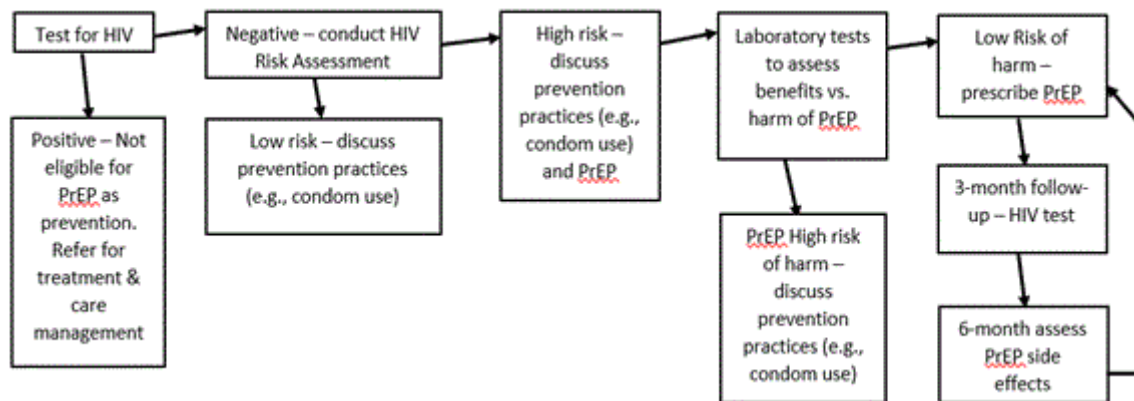 Test for HIV
Positive – Not
eligible for
PrEP as
prevention.
Refer for
treatment &
care
management
Negative – conduct HIV
Risk Assessment
Low risk – discuss
prevention practices
(e.g., condom use)
High risk –
discuss
prevention
practices (e.g.,
condom use)
and PrEP
Laboratory tests
to assess
benefits vs.
harm of PrEP
PrEP High risk
of harm –
discuss
prevention
practices (e.g.,
condom use)
Low Risk of
harm –
prescribe PrEP
3-month follow-
up – HIV test
6-month assess
PrEP side
effects